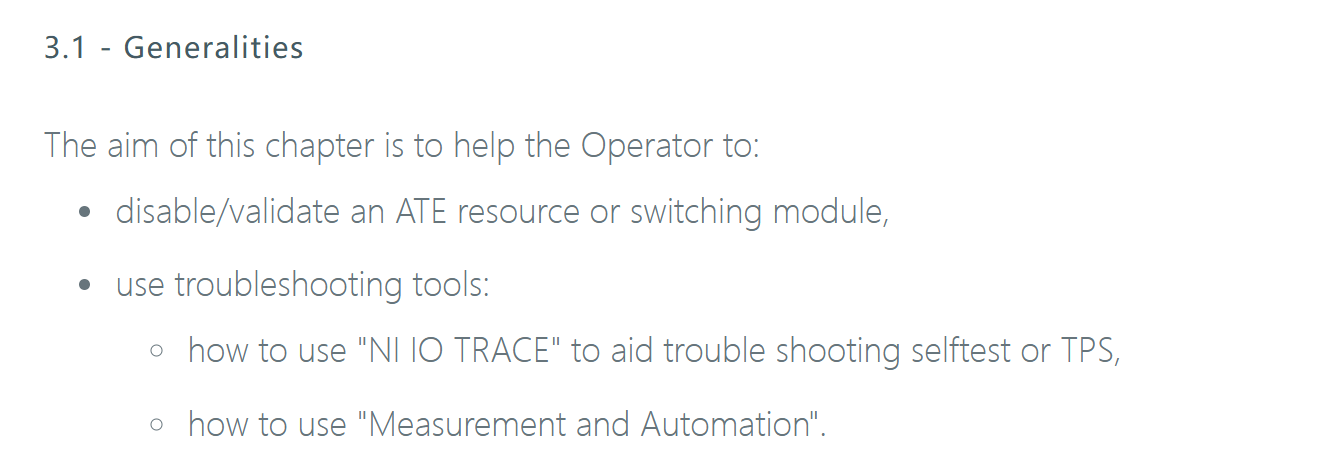 3.1 - Generalities
The aim of this chapter is to help the Operator to:
• disable/validate an ATE resource or switching module,
• use troubleshooting tools:
○ how to use "NI IO TRACE" to aid trouble shooting selftest or TPS,
○ how to use "Measurement and Automation".